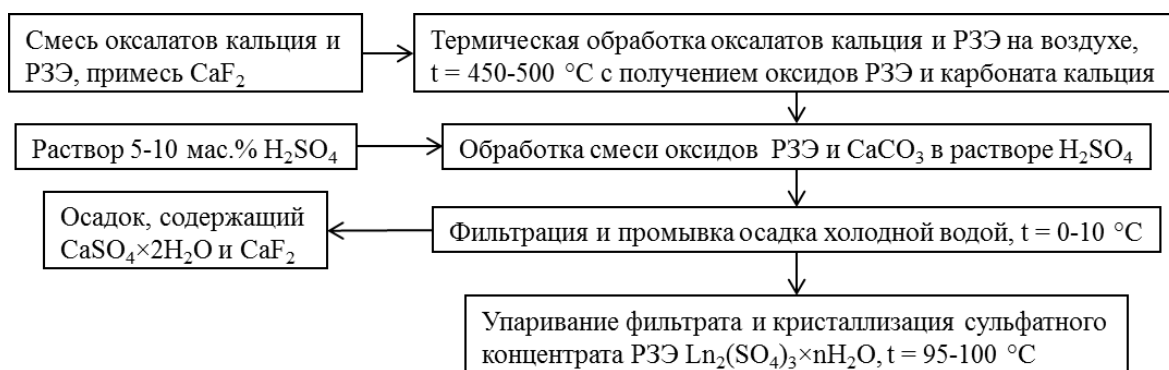 Смесь оксалатов кальция и
РЗЭ, примесь CaF₂
Термическая обработка оксалатов кальция и РЗЭ на воздухе,
t = 450-500 °C с получением оксидов РЗЭ и карбоната кальция
Раствор 5-10 мас.% H₂SO₄
Обработка смеси оксидов РЗЭ и CaCO₃ в растворе H₂SO₄
Осадок, содержащий
CaSO₄×2H₂O и CaF₂
Фильтрация и промывка осадка холодной водой, t = 0-10 °C
Упаривание фильтрата и кристаллизация сульфатного
концентрата РЗЭ Ln₂(SO₄)₃×nH₂O, t = 95-100 °C